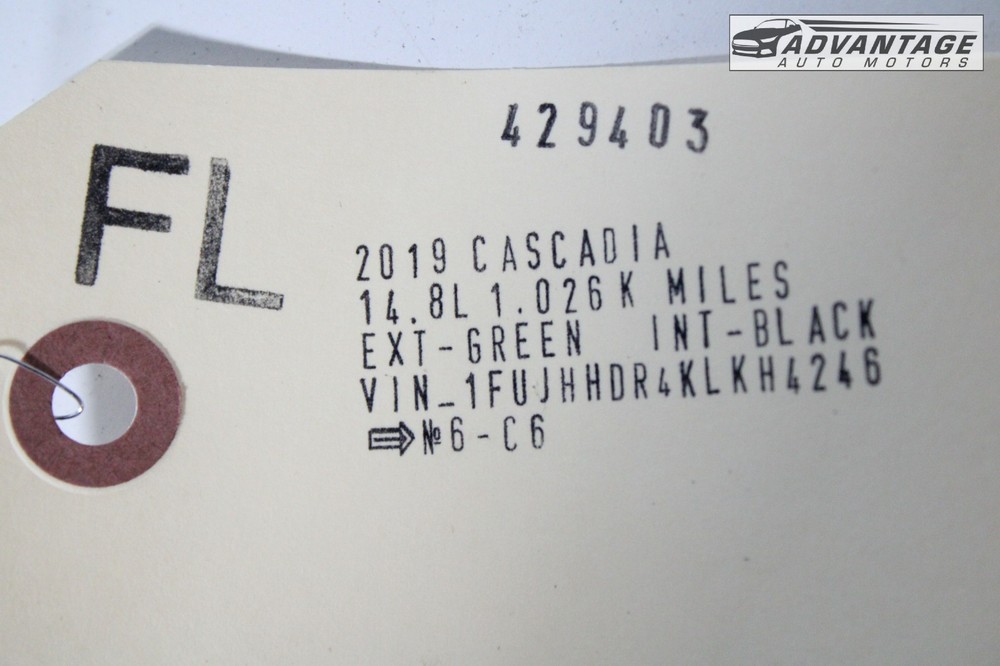 ADVANTAGE
AUTO MOTORS
429403
FL
2019 CASCADIA
14.8L 1.026K MILES
EXT-GREEN INT-BLACK
VIN_1FUJHHDR4KLKH4246
⇒ №6-C6